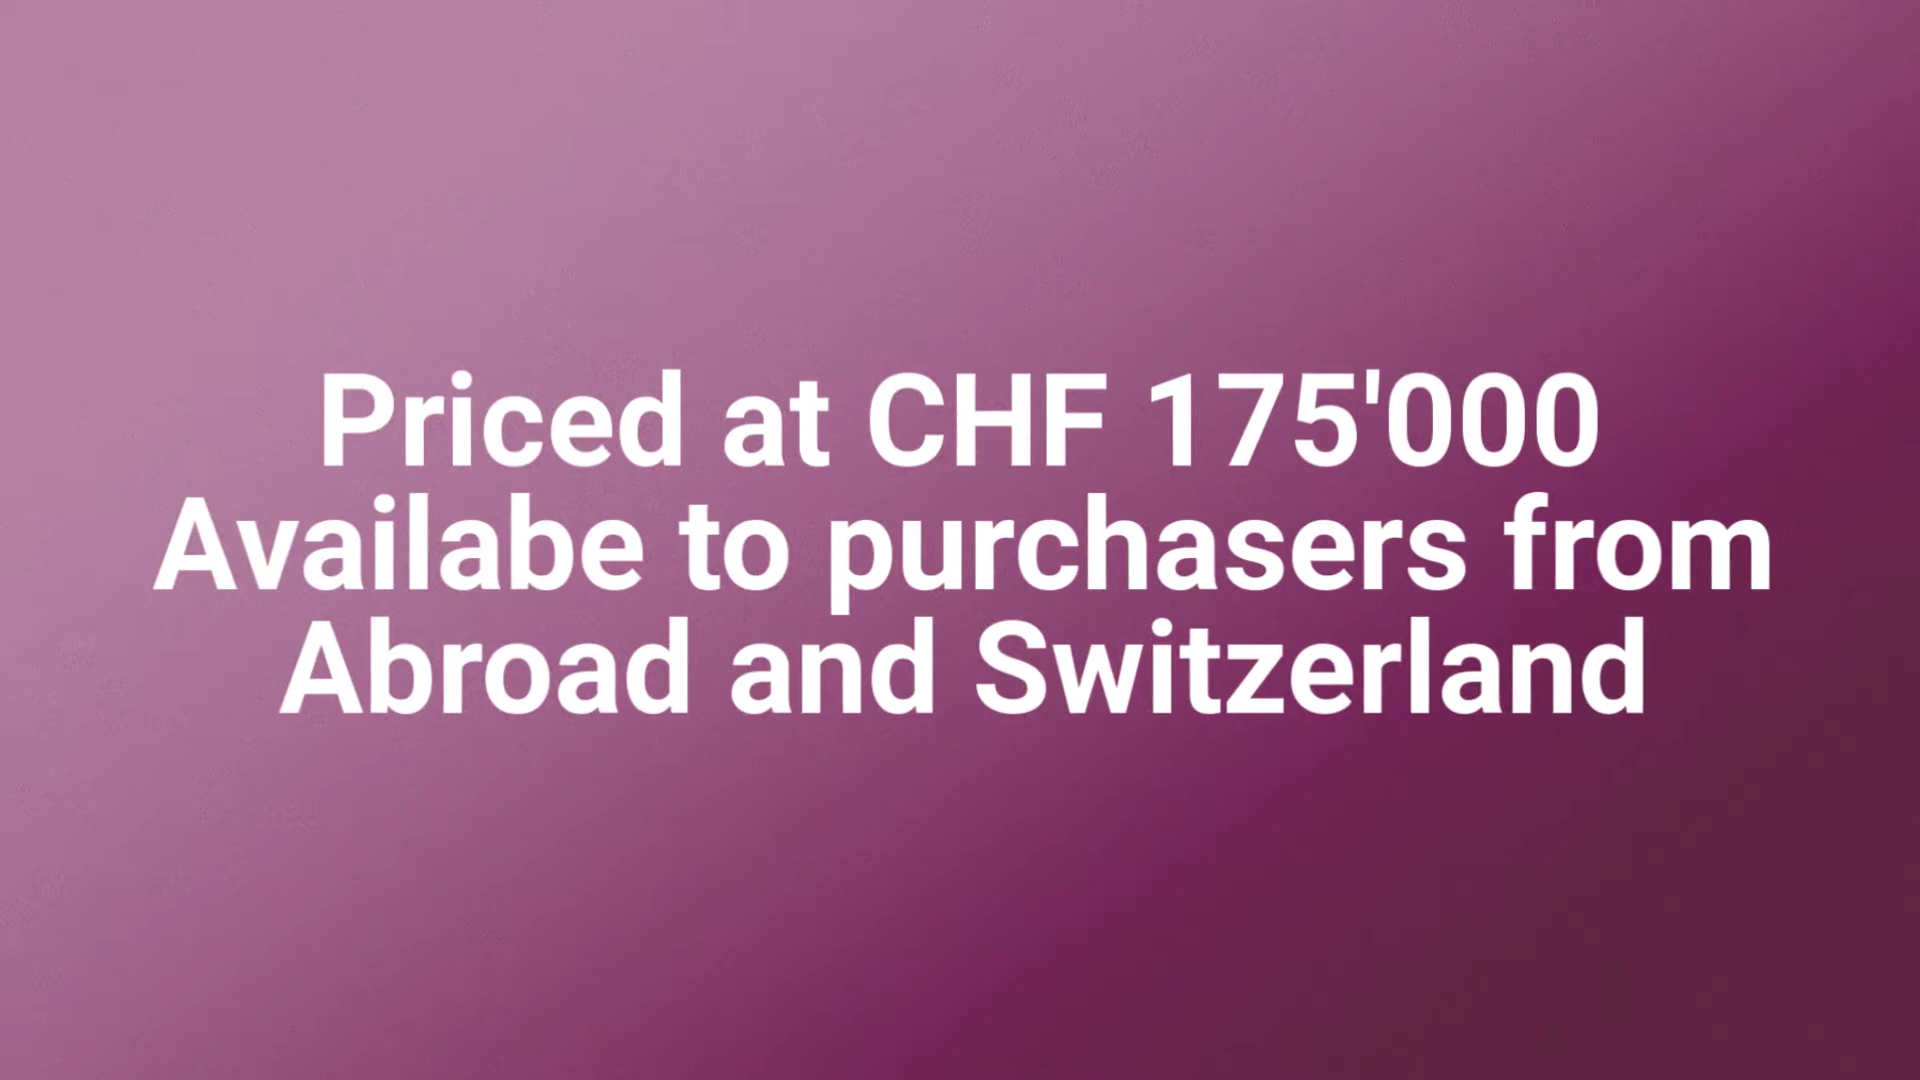 Priced at CHF 175'000
Availabe to purchasers from
Abroad and Switzerland